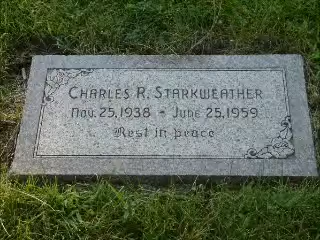 Charles R. Starkweather
Nov. 25, 1938 - June 25, 1959
Rest in peace